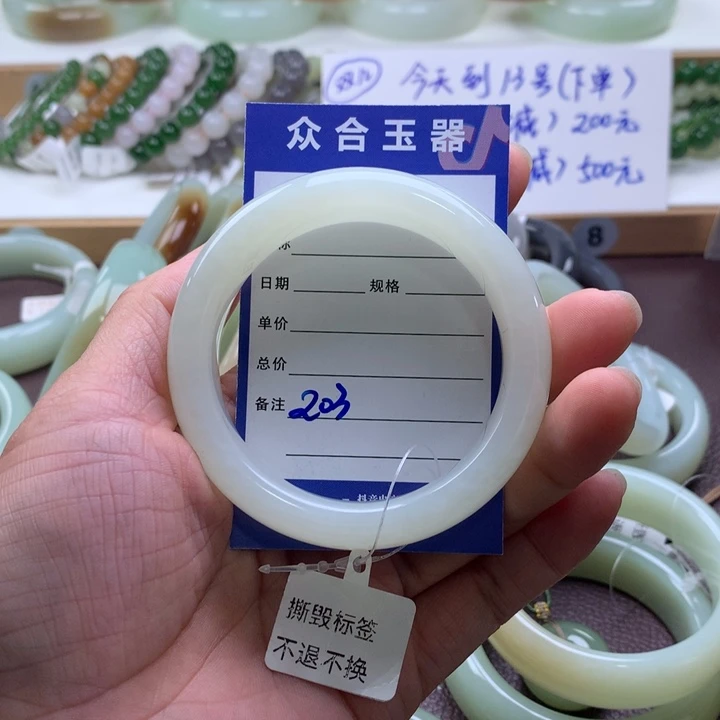 今天到13号(下单)
200元
500元
众合玉器
日期 规格
单价
总价
备注 203
8
撕毁标签
不退不换